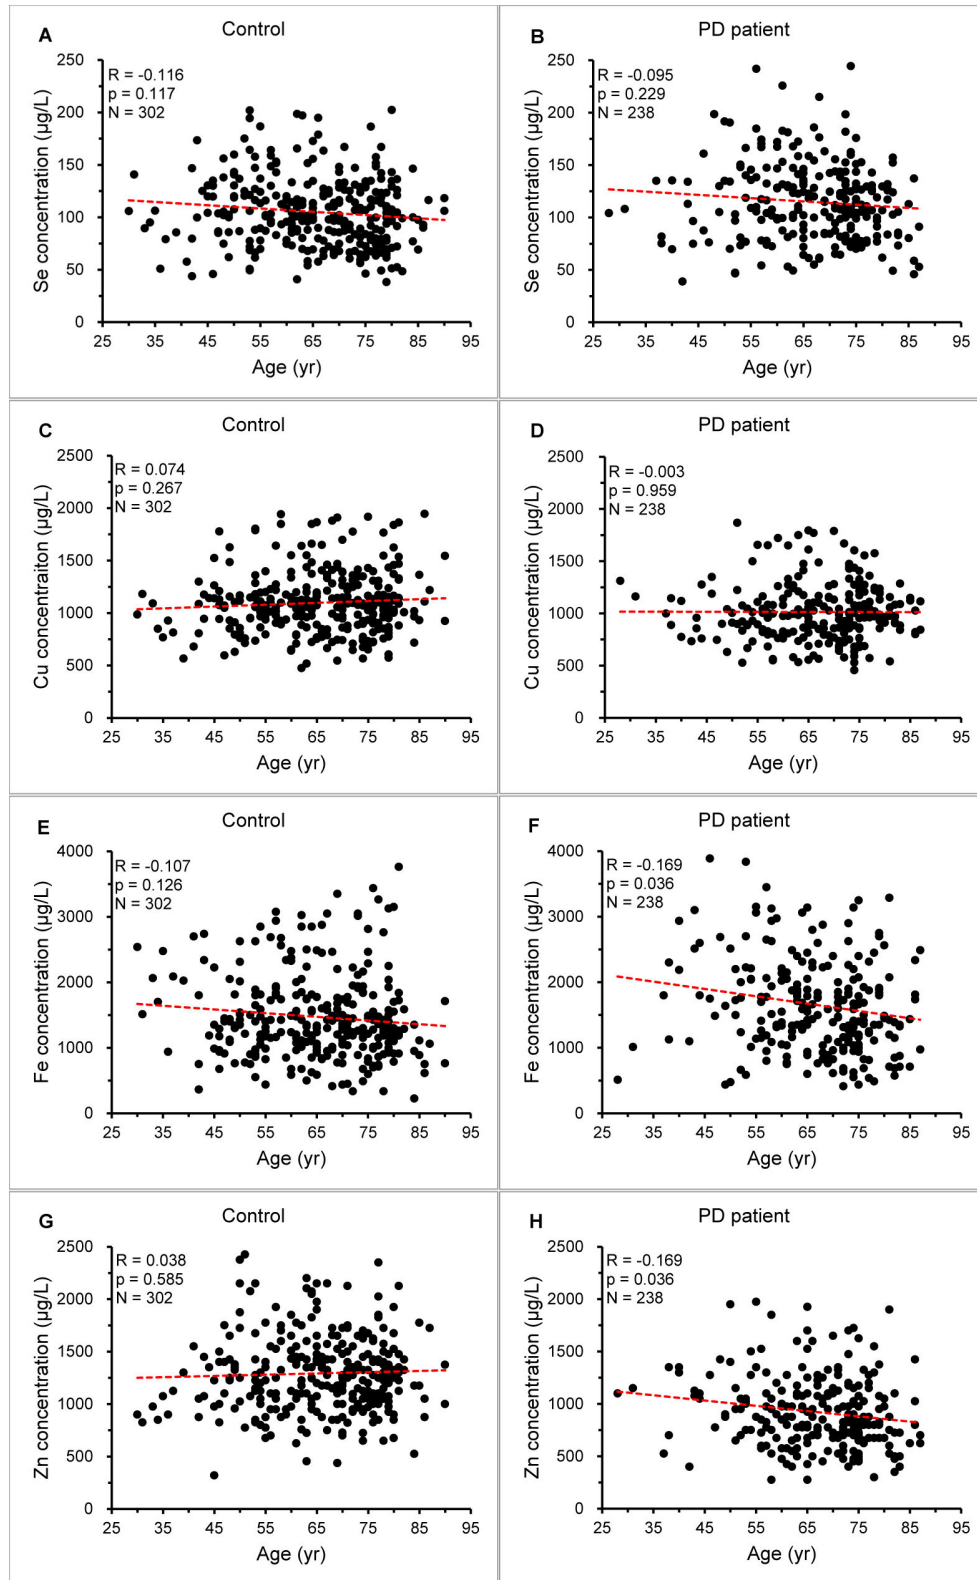 A
Control
R = -0.116
p = 0.117
N = 302
250
200
150
100
50
0
Se concentration (µg/L)
25 35 45 55 65 75 85 95
Age (yr)
B
PD patient
R = -0.095
p = 0.229
N = 238
250
200
150
100
50
0
Se concentration (µg/L)
25 35 45 55 65 75 85 95
Age (yr)
C
Control
R = 0.074
p = 0.267
N = 302
2500
2000
1500
1000
500
0
Cu concentraiton (µg/L)
25 35 45 55 65 75 85 95
Age (yr)
D
PD patient
R = -0.003
p = 0.959
N = 238
2500
2000
1500
1000
500
0
Cu concentration (µg/L)
25 35 45 55 65 75 85 95
Age (yr)
E
Control
R = -0.107
p = 0.126
N = 302
4000
3000
2000
1000
0
Fe concentration (µg/L)
25 35 45 55 65 75 85 95
Age (yr)
F
PD patient
R = -0.169
p = 0.036
N = 238
4000
3000
2000
1000
0
Fe concentration (µg/L)
25 35 45 55 65 75 85 95
Age (yr)
G
Control
R = 0.038
p = 0.585
N = 302
2500
2000
1500
1000
500
0
Zn concentration (µg/L)
25 35 45 55 65 75 85 95
Age (yr)
H
PD patient
R = -0.169
p = 0.036
N = 238
2500
2000
1500
1000
500
0
Zn concentration (µg/L)
25 35 45 55 65 75 85 95
Age (yr)